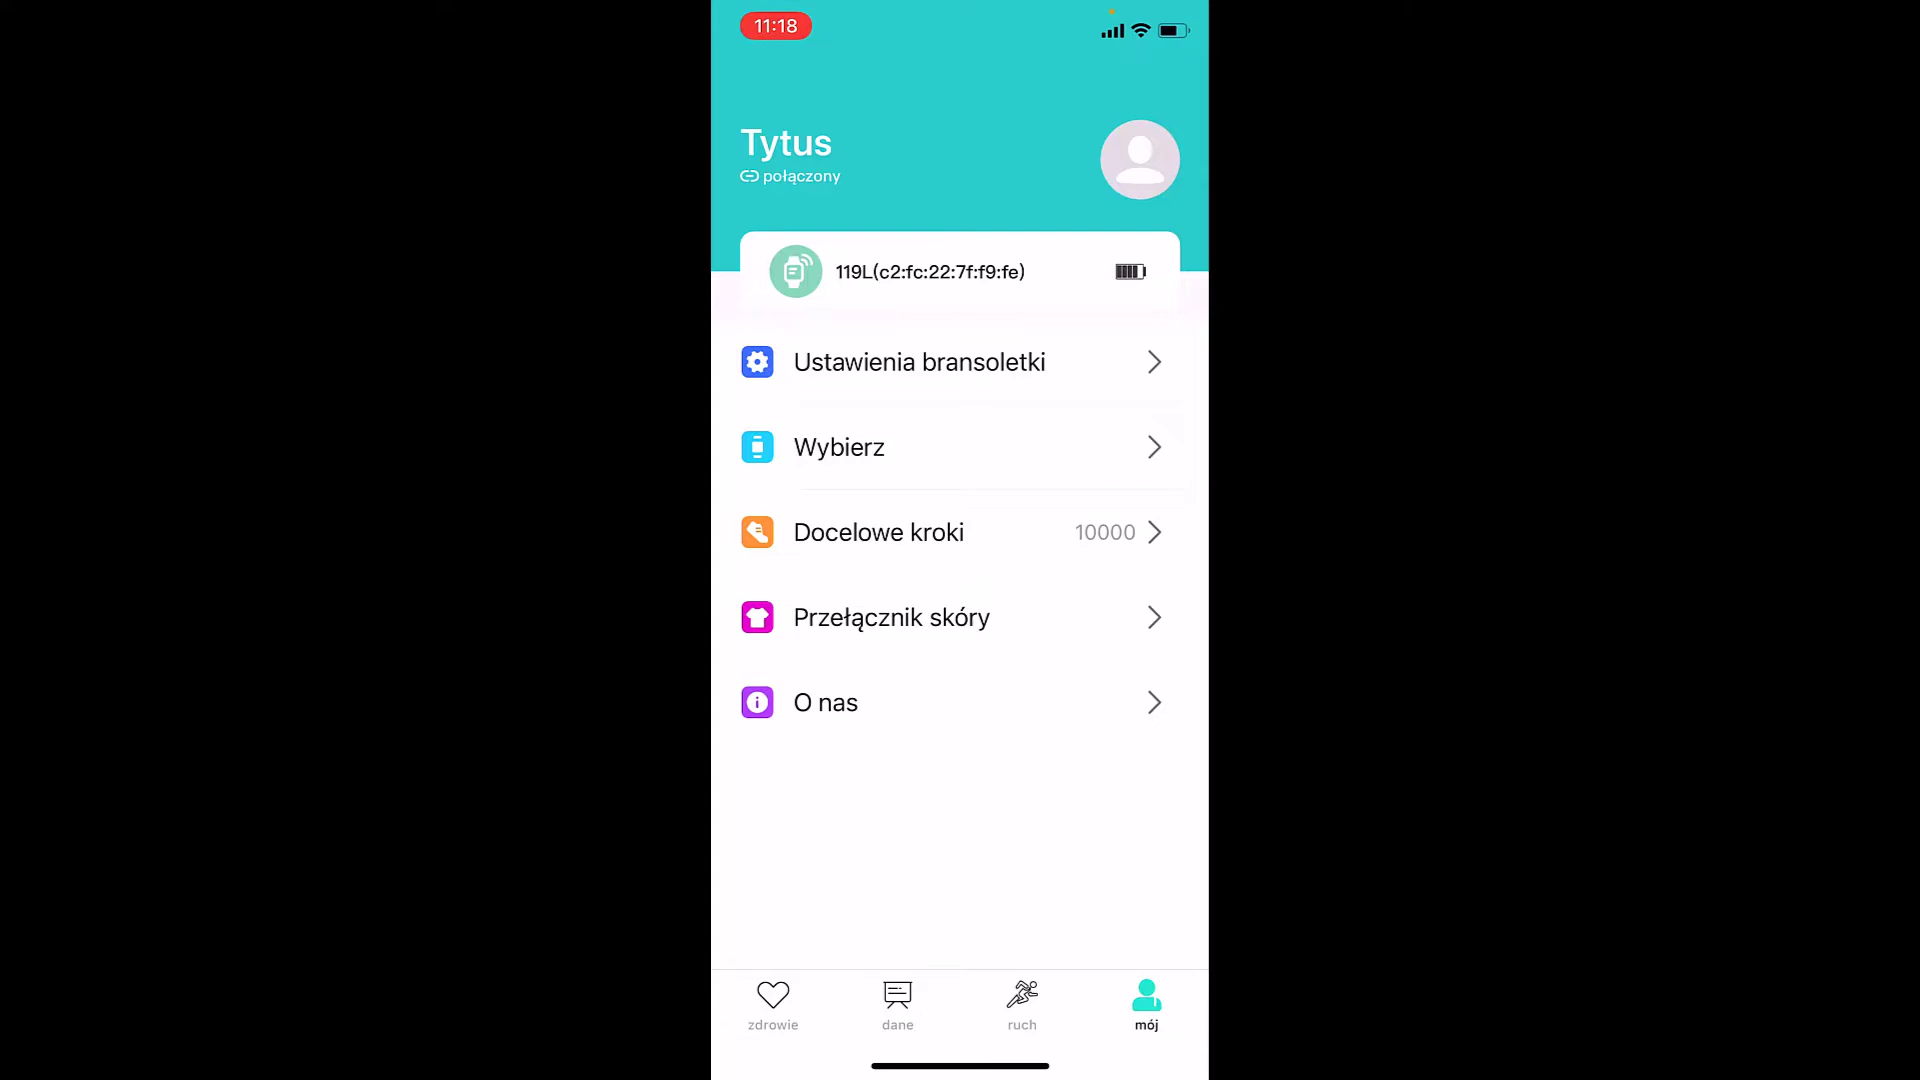 11:18
Tytus
połączony
119L(c2:fc:22:7f:f9:fe)
Ustawienia bransoletki
Wybierz
Docelowe kroki 10000
Przełącznik skóry
O nas
zdrowie dane ruch mój